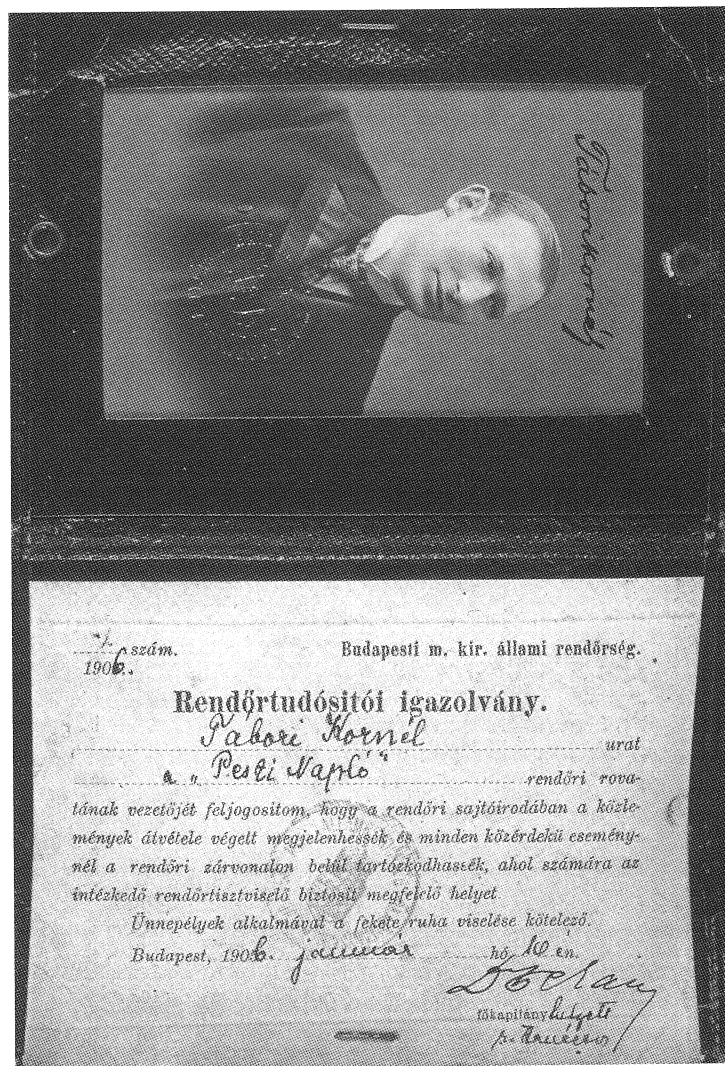 Tábori Kornél
szám.
1906.
Budapesti m. kir. állami rendőrség.
Rendőrtudósitói igazolvány.
Tábori Kornél urat
a „Pesti Napló“ rendőri rova-
tának vezetőjét feljogositom, hogy a rendőri sajtóirodában a közle-
mények átvétele végett megjelenhessék és minden közérdekü esemény-
nél a rendőri zárvonalon belül tartózkodhassék, ahol számára az
intézkedő rendőrtisztviselő biztosit megfelelő helyet.
Ünnepélyek alkalmával a fekete ruha viselése kötelező.
Budapest, 1906. január hó 10 én.
főkapitány helyett